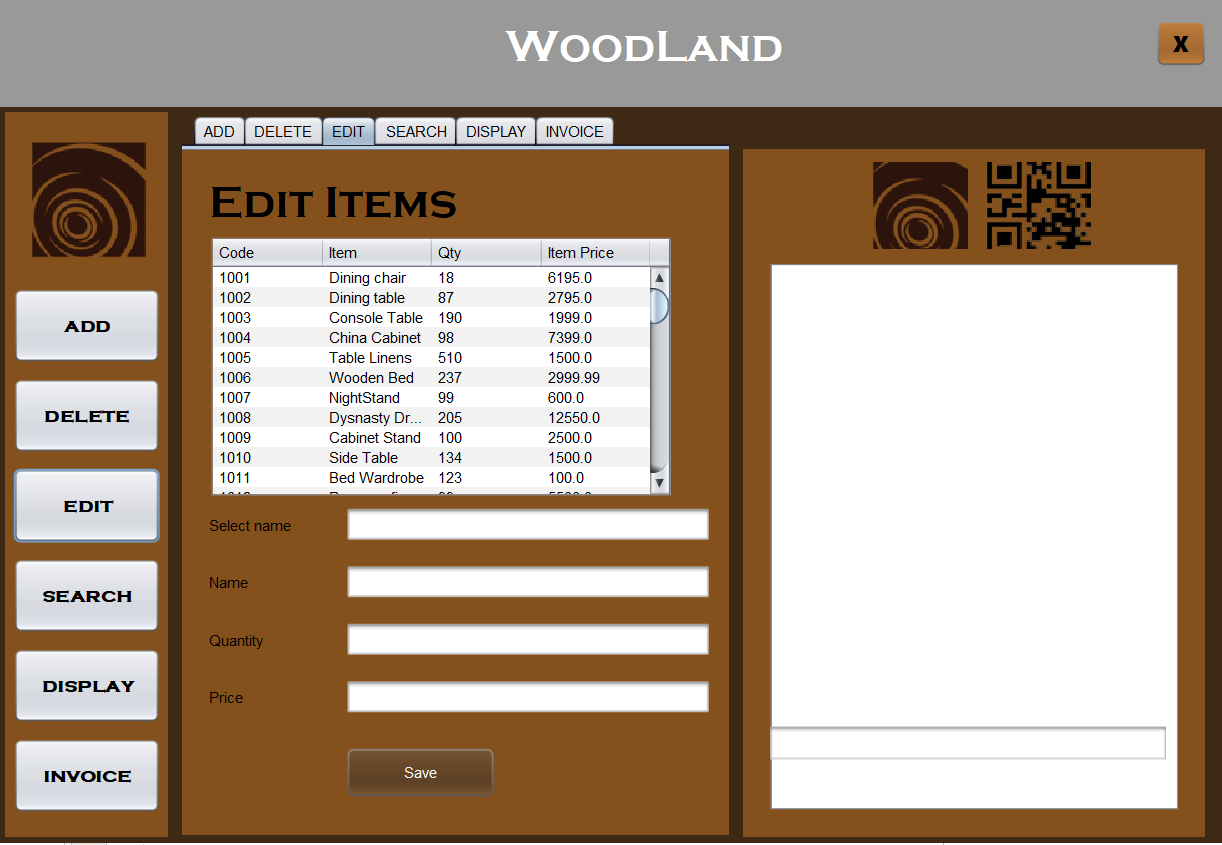 WoodLand
X
ADD DELETE EDIT SEARCH DISPLAY INVOICE
Edit Items
Code Item Qty Item Price
1001 Dining chair 18 6195.0
1002 Dining table 87 2795.0
1003 Console Table 190 1999.0
1004 China Cabinet 98 7399.0
1005 Table Linens 510 1500.0
1006 Wooden Bed 237 2999.99
1007 NightStand 99 600.0
1008 Dysnasty Dr... 205 12550.0
1009 Cabinet Stand 100 2500.0
1010 Side Table 134 1500.0
1011 Bed Wardrobe 123 100.0
Select name
Name
Quantity
Price
Save
ADD
DELETE
EDIT
SEARCH
DISPLAY
INVOICE